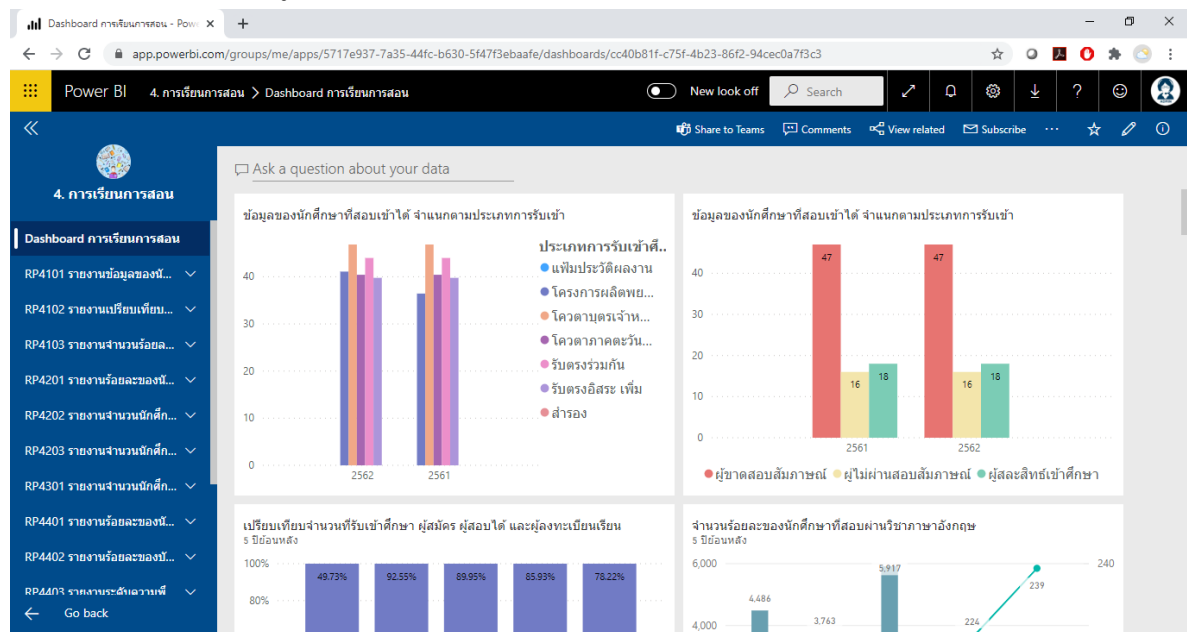 Dashboard การเรียนการสอน - Pow
app.powerbi.com/groups/me/apps/5717e937-7a35-44fc-b630-5f47f3ebaafe/dashboards/cc40b81f-c75f-4b23-86f2-94cec0a7f3c3
Power BI 4. การเรียนการสอน > Dashboard การเรียนการสอน New look off Search
Share to Teams Comments View related Subscribe
4. การเรียนการสอน
Dashboard การเรียนการสอน
RP4101 รายงานข้อมูลของนั...
RP4102 รายงานเปรียบเทียบ...
RP4103 รายงานจำนวนร้อยล...
RP4201 รายงานร้อยละของนั...
RP4202 รายงานจำนวนนักศึก...
RP4203 รายงานจำนวนนักศึก...
RP4301 รายงานจำนวนนักศึก...
RP4401 รายงานร้อยละของนั...
RP4402 รายงานร้อยละของบั...
RP4403 รายงานระดับความพึ
Go back
Ask a question about your data
ข้อมูลของนักศึกษาที่สอบเข้าได้ จำแนกตามประเภทการรับเข้า
40
30
20
10
0
2562 2561
ประเภทการรับเข้าศึ..
แฟ้มประวัติผลงาน
โครงการผลิตพย...
โควตาบุตรเจ้าห...
โควตาภาคตะวัน...
รับตรงร่วมกัน
รับตรงอิสระ เพิ่ม
สำรอง
ข้อมูลของนักศึกษาที่สอบเข้าได้ จำแนกตามประเภทการรับเข้า
40
30
20
10
0
47 16 18 47 16 18
2561 2562
ผู้ขาดสอบสัมภาษณ์ ผู้ไม่ผ่านสอบสัมภาษณ์ ผู้สละสิทธิ์เข้าศึกษา
เปรียบเทียบจำนวนที่รับเข้าศึกษา ผู้สมัคร ผู้สอบได้ และผู้ลงทะเบียนเรียน
5 ปีย้อนหลัง
100%
49.73% 92.55% 89.95% 85.93% 78.22%
80%
จำนวนร้อยละของนักศึกษาที่สอบผ่านวิชาภาษาอังกฤษ
5 ปีย้อนหลัง
6,000 5,917 240
4,486 239
4,000 3,763 224